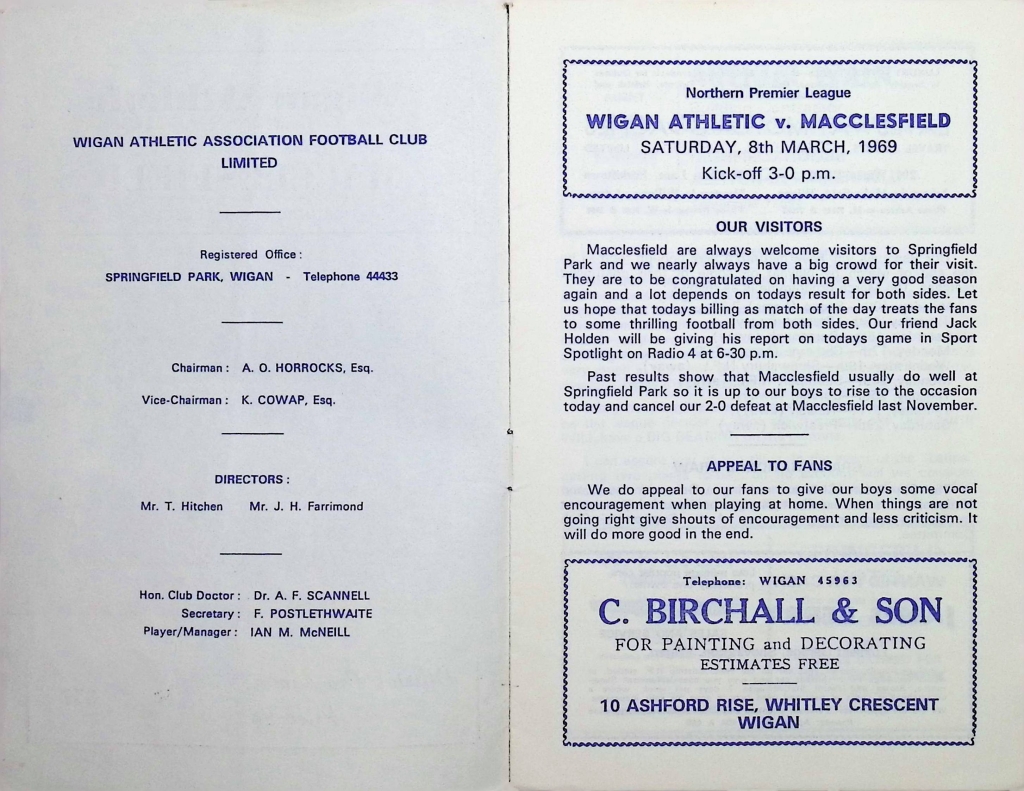 WIGAN ATHLETIC ASSOCIATION FOOTBALL CLUB
LIMITED
Registered Office :
SPRINGFIELD PARK, WIGAN - Telephone 44433
Chairman : A. O. HORROCKS, Esq.
Vice-Chairman : K. COWAP, Esq.
DIRECTORS :
Mr. T. Hitchen Mr. J. H. Farrimond
Hon. Club Doctor : Dr. A. F. SCANNELL
Secretary : F. POSTLETHWAITE
Player/Manager : IAN M. McNEILL
Northern Premier League
WIGAN ATHLETIC v. MACCLESFIELD
SATURDAY, 8th MARCH, 1969
Kick-off 3-0 p.m.
OUR VISITORS
Macclesfield are always welcome visitors to Springfield
Park and we nearly always have a big crowd for their visit.
They are to be congratulated on having a very good season
again and a lot depends on todays result for both sides. Let
us hope that todays billing as match of the day treats the fans
to some thrilling football from both sides. Our friend Jack
Holden will be giving his report on todays game in Sport
Spotlight on Radio 4 at 6-30 p.m.
Past results show that Macclesfield usually do well at
Springfield Park so it is up to our boys to rise to the occasion
today and cancel our 2-0 defeat at Macclesfield last November.
APPEAL TO FANS
We do appeal to our fans to give our boys some vocal
encouragement when playing at home. When things are not
going right give shouts of encouragement and less criticism. It
will do more good in the end.
Telephone: WIGAN 45963
C. BIRCHALL & SON
FOR PAINTING and DECORATING
ESTIMATES FREE
10 ASHFORD RISE, WHITLEY CRESCENT
WIGAN